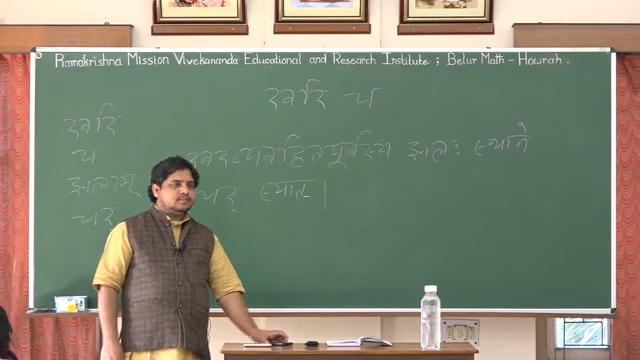 Ramakrishna Mission Vivekananda Educational and Research Institute ; Belur Math - Howrah .
खरि च
खरि
च
झलाम्
चर्
खरव्यवहितपूर्वस्य झलः स्थाने
चर् स्यात् |